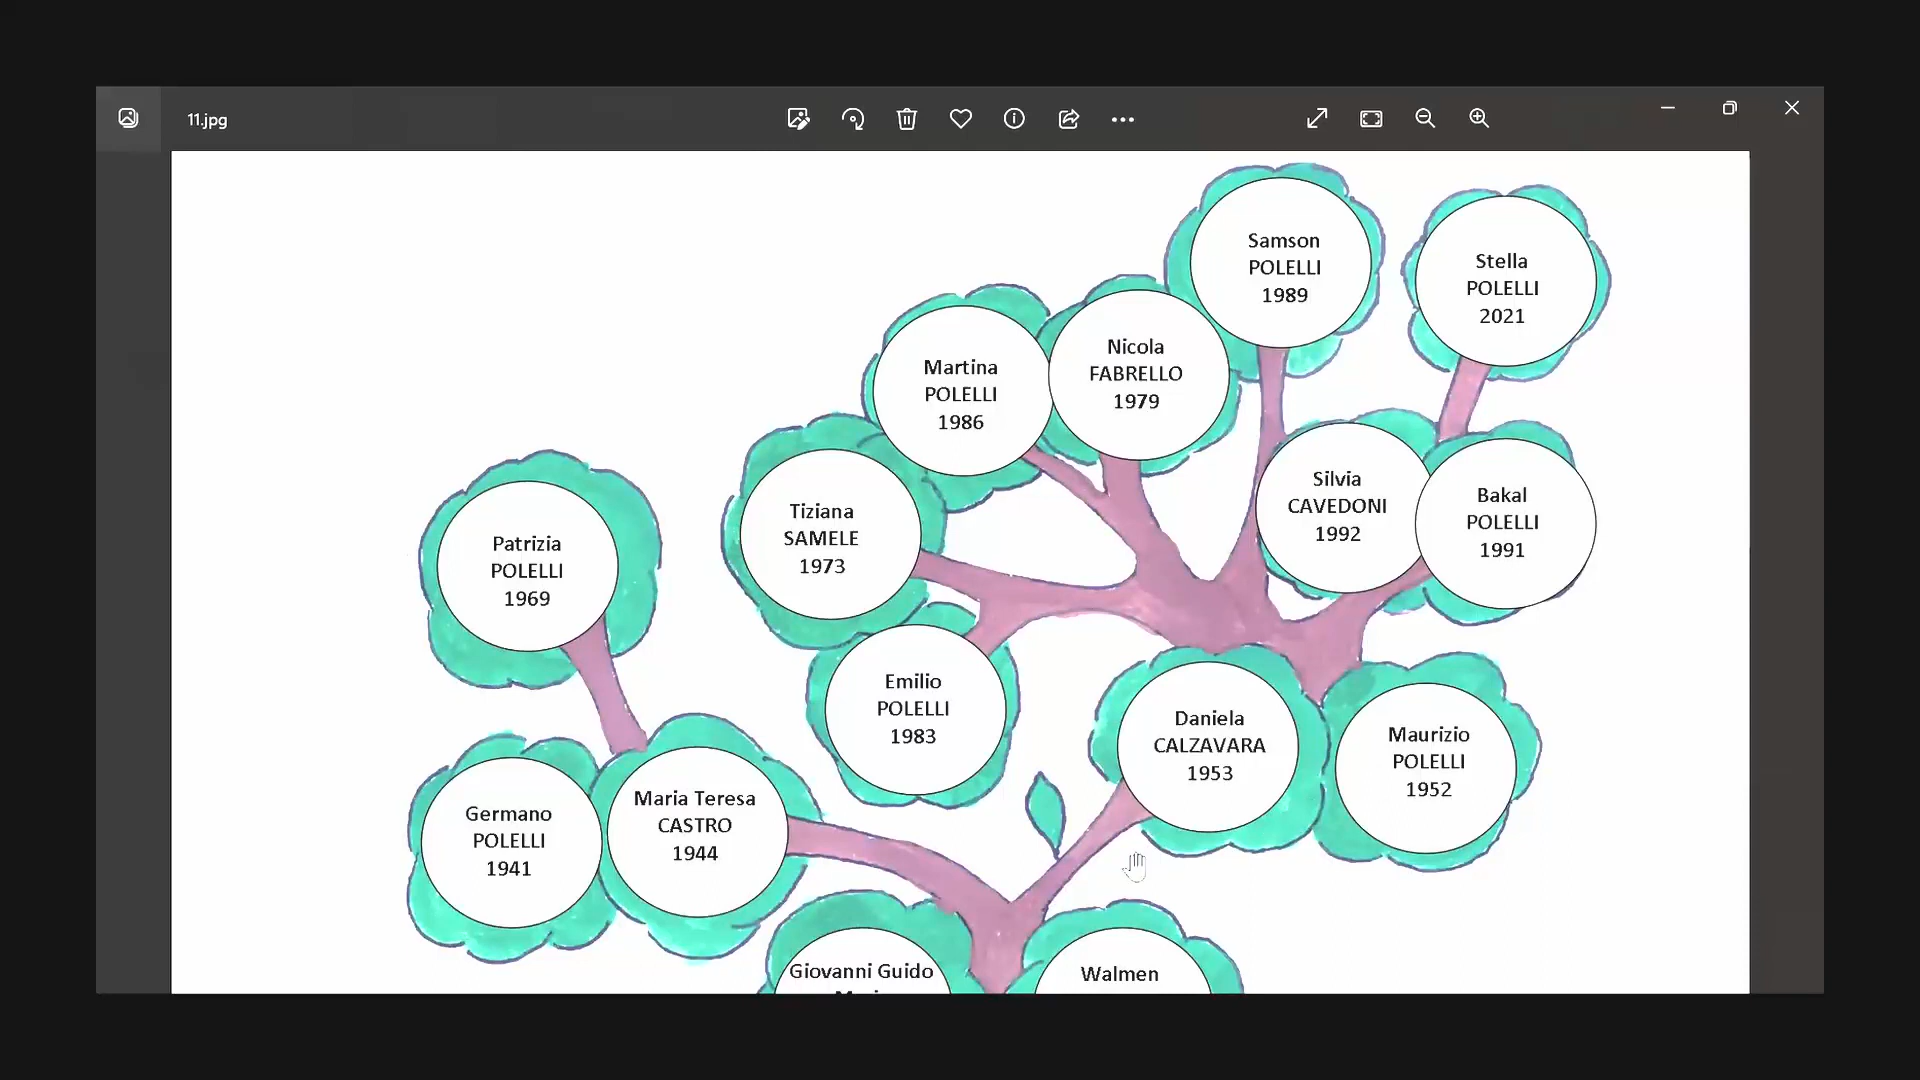 11.jpg
Samson
POLELLI
1989
Stella
POLELLI
2021
Nicola
FABRELLO
1979
Martina
POLELLI
1986
Silvia
CAVEDONI
1992
Bakal
POLELLI
1991
Tiziana
SAMELE
1973
Patrizia
POLELLI
1969
Emilio
POLELLI
1983
Daniela
CALZAVARA
1953
Maurizio
POLELLI
1952
Maria Teresa
CASTRO
1944
Germano
POLELLI
1941
Giovanni Guido
Walmen